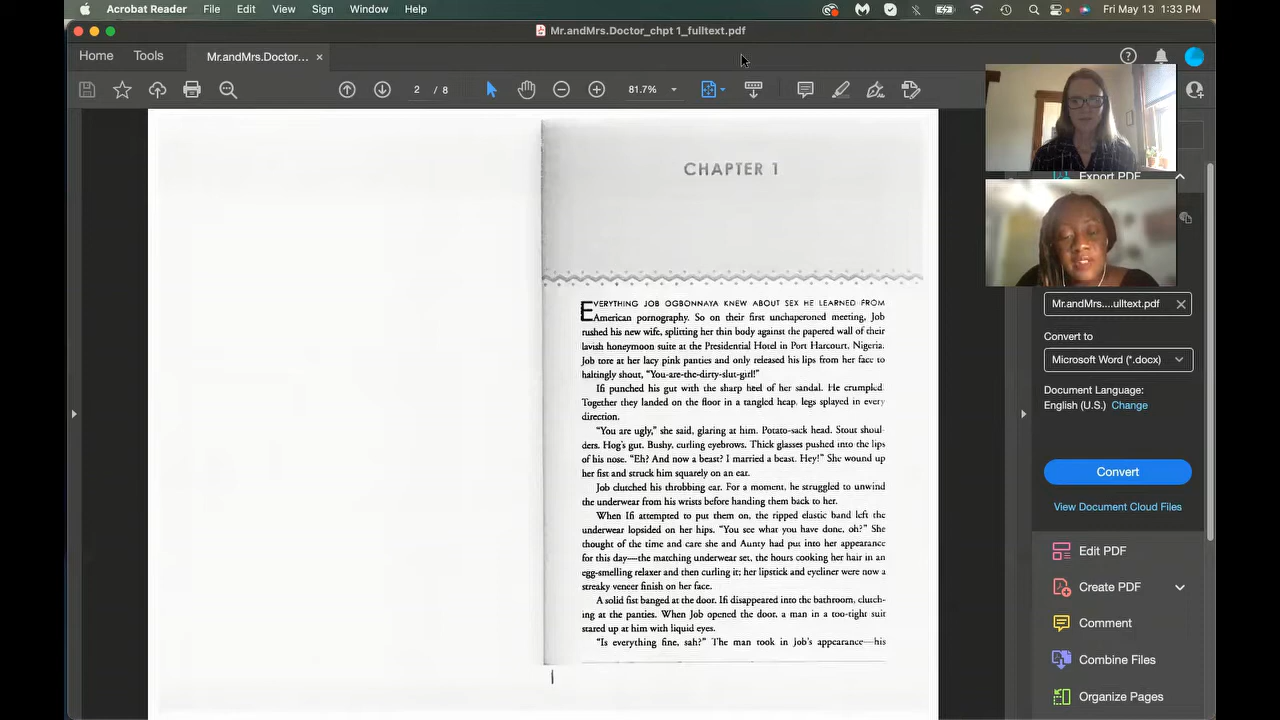 Acrobat Reader File Edit View Sign Window Help Fri May 13 1:33 PM
Mr.andMrs.Doctor_chpt 1_fulltext.pdf
Home Tools Mr.andMrs.Doctor... ×
2 / 8 81.7%
Export PDF
Mr.andMrs....ulltext.pdf
Convert to
Microsoft Word (*.docx)
Document Language:
English (U.S.) Change
Convert
View Document Cloud Files
Edit PDF
Create PDF
Comment
Combine Files
Organize Pages
CHAPTER 1
EVERYTHING JOB OGBONNAYA KNEW ABOUT SEX HE LEARNED FROM
American pornography. So on their first unchaperoned meeting, Job
rushed his new wife, splitting her thin body against the papered wall of their
lavish honeymoon suite at the Presidential Hotel in Port Harcourt, Nigeria.
Job tore at her lacy pink panties and only released his lips from her face to
haltingly shout, "You-are-the-dirty-slut-girl!"
Ifi punched his gut with the sharp heel of her sandal. He crumpled.
Together they landed on the floor in a tangled heap, legs splayed in every
direction.
"You are ugly," she said, glaring at him. Potato-sack head. Stout shoul-
ders. Hog's gut. Bushy, curling eyebrows. Thick glasses pushed into the lips
of his nose. "Eh? And now a beast? I married a beast. Hey!" She wound up
her fist and struck him squarely on an ear.
Job clutched his throbbing ear. For a moment, he struggled to unwind
the underwear from his wrists before handing them back to her.
When Ifi attempted to put them on, the ripped elastic band left the
underwear lopsided on her hips. "You see what you have done, oh?" She
thought of the time and care she and Aunty had put into her appearance
for this day—the matching underwear set, the hours cooking her hair in an
egg-smelling relaxer and then curling it; her lipstick and eyeliner were now a
streaky veneer finish on her face.
A solid fist banged at the door. Ifi disappeared into the bathroom, clutch-
ing at the panties. When Job opened the door, a man in a too-tight suit
stared up at him with liquid eyes.
"Is everything fine, sah?" The man took in Job's appearance—his
1